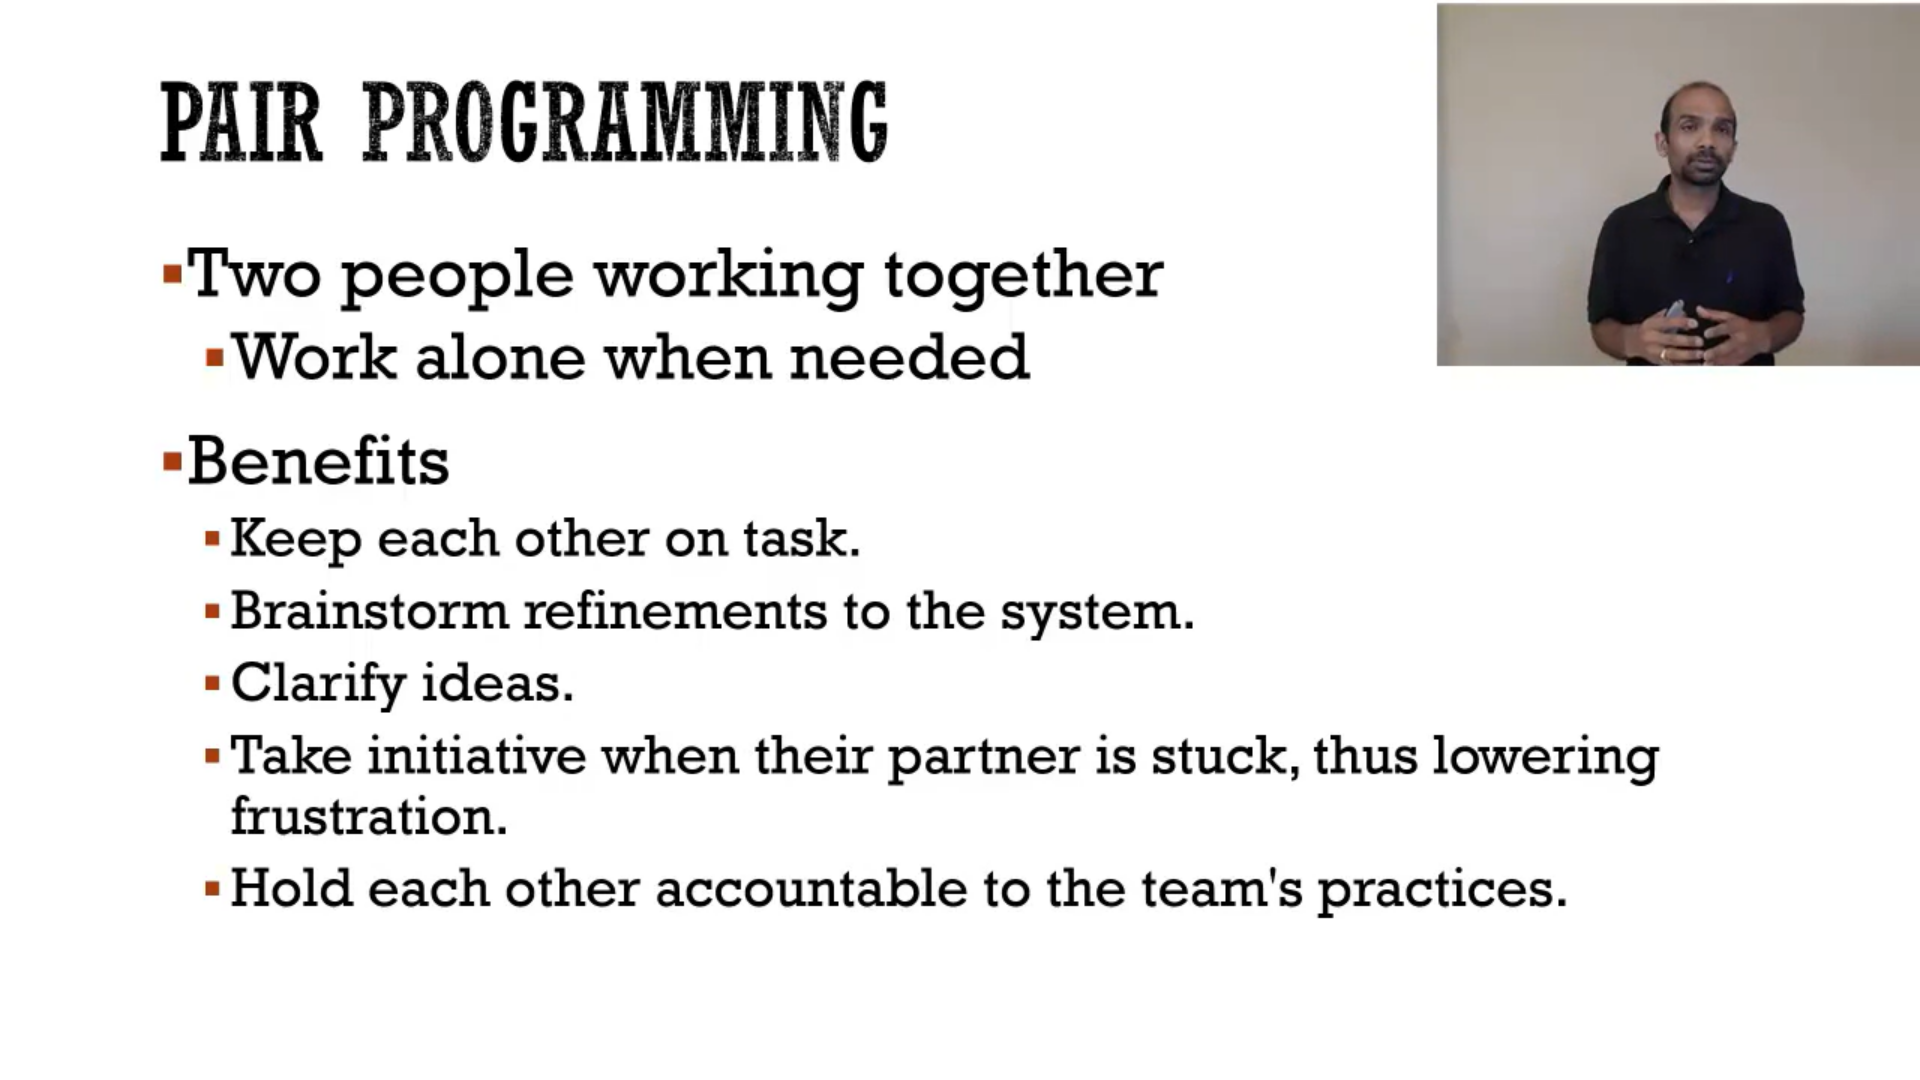 PAIR PROGRAMMING
Two people working together
Work alone when needed
Benefits
Keep each other on task.
Brainstorm refinements to the system.
Clarify ideas.
Take initiative when their partner is stuck, thus lowering
frustration.
Hold each other accountable to the team's practices.